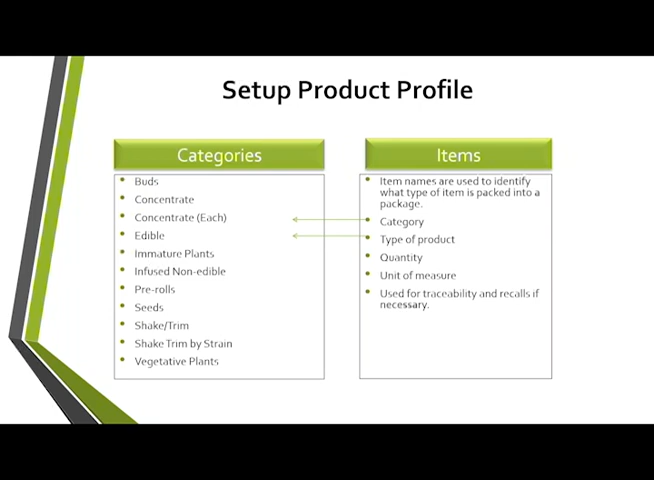 Setup Product Profile
Categories
Buds
Concentrate
Concentrate (Each)
Edible
Immature Plants
Infused Non-edible
Pre-rolls
Seeds
Shake/Trim
Shake Trim by Strain
Vegetative Plants
Items
Item names are used to identify
what type of item is packed into a
package.
Category
Type of product
Quantity
Unit of measure
Used for traceability and recalls if
necessary.